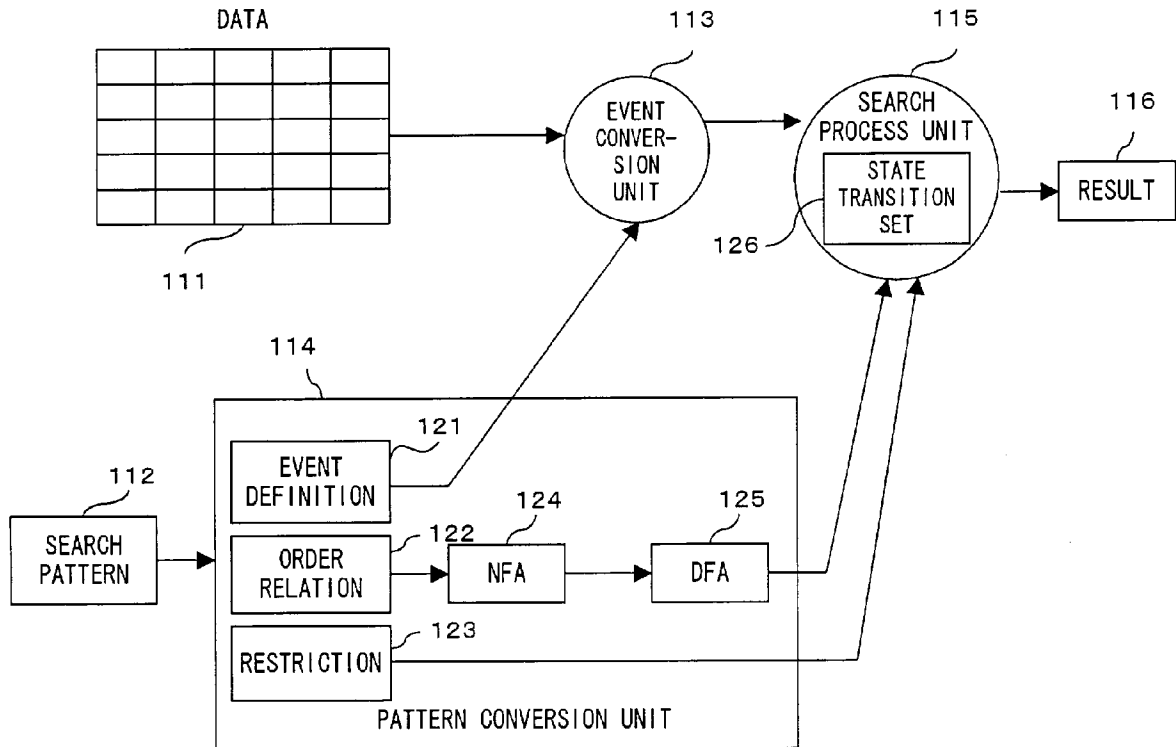 DATA
113
115
EVENT
CONVER-
SION
UNIT
SEARCH
PROCESS UNIT
116
STATE
TRANSITION
SET
RESULT
126
111
114
121
EVENT
DEFINITION
112
124
125
SEARCH
PATTERN
122
ORDER
RELATION
NFA
DFA
123
RESTRICTION
PATTERN CONVERSION UNIT